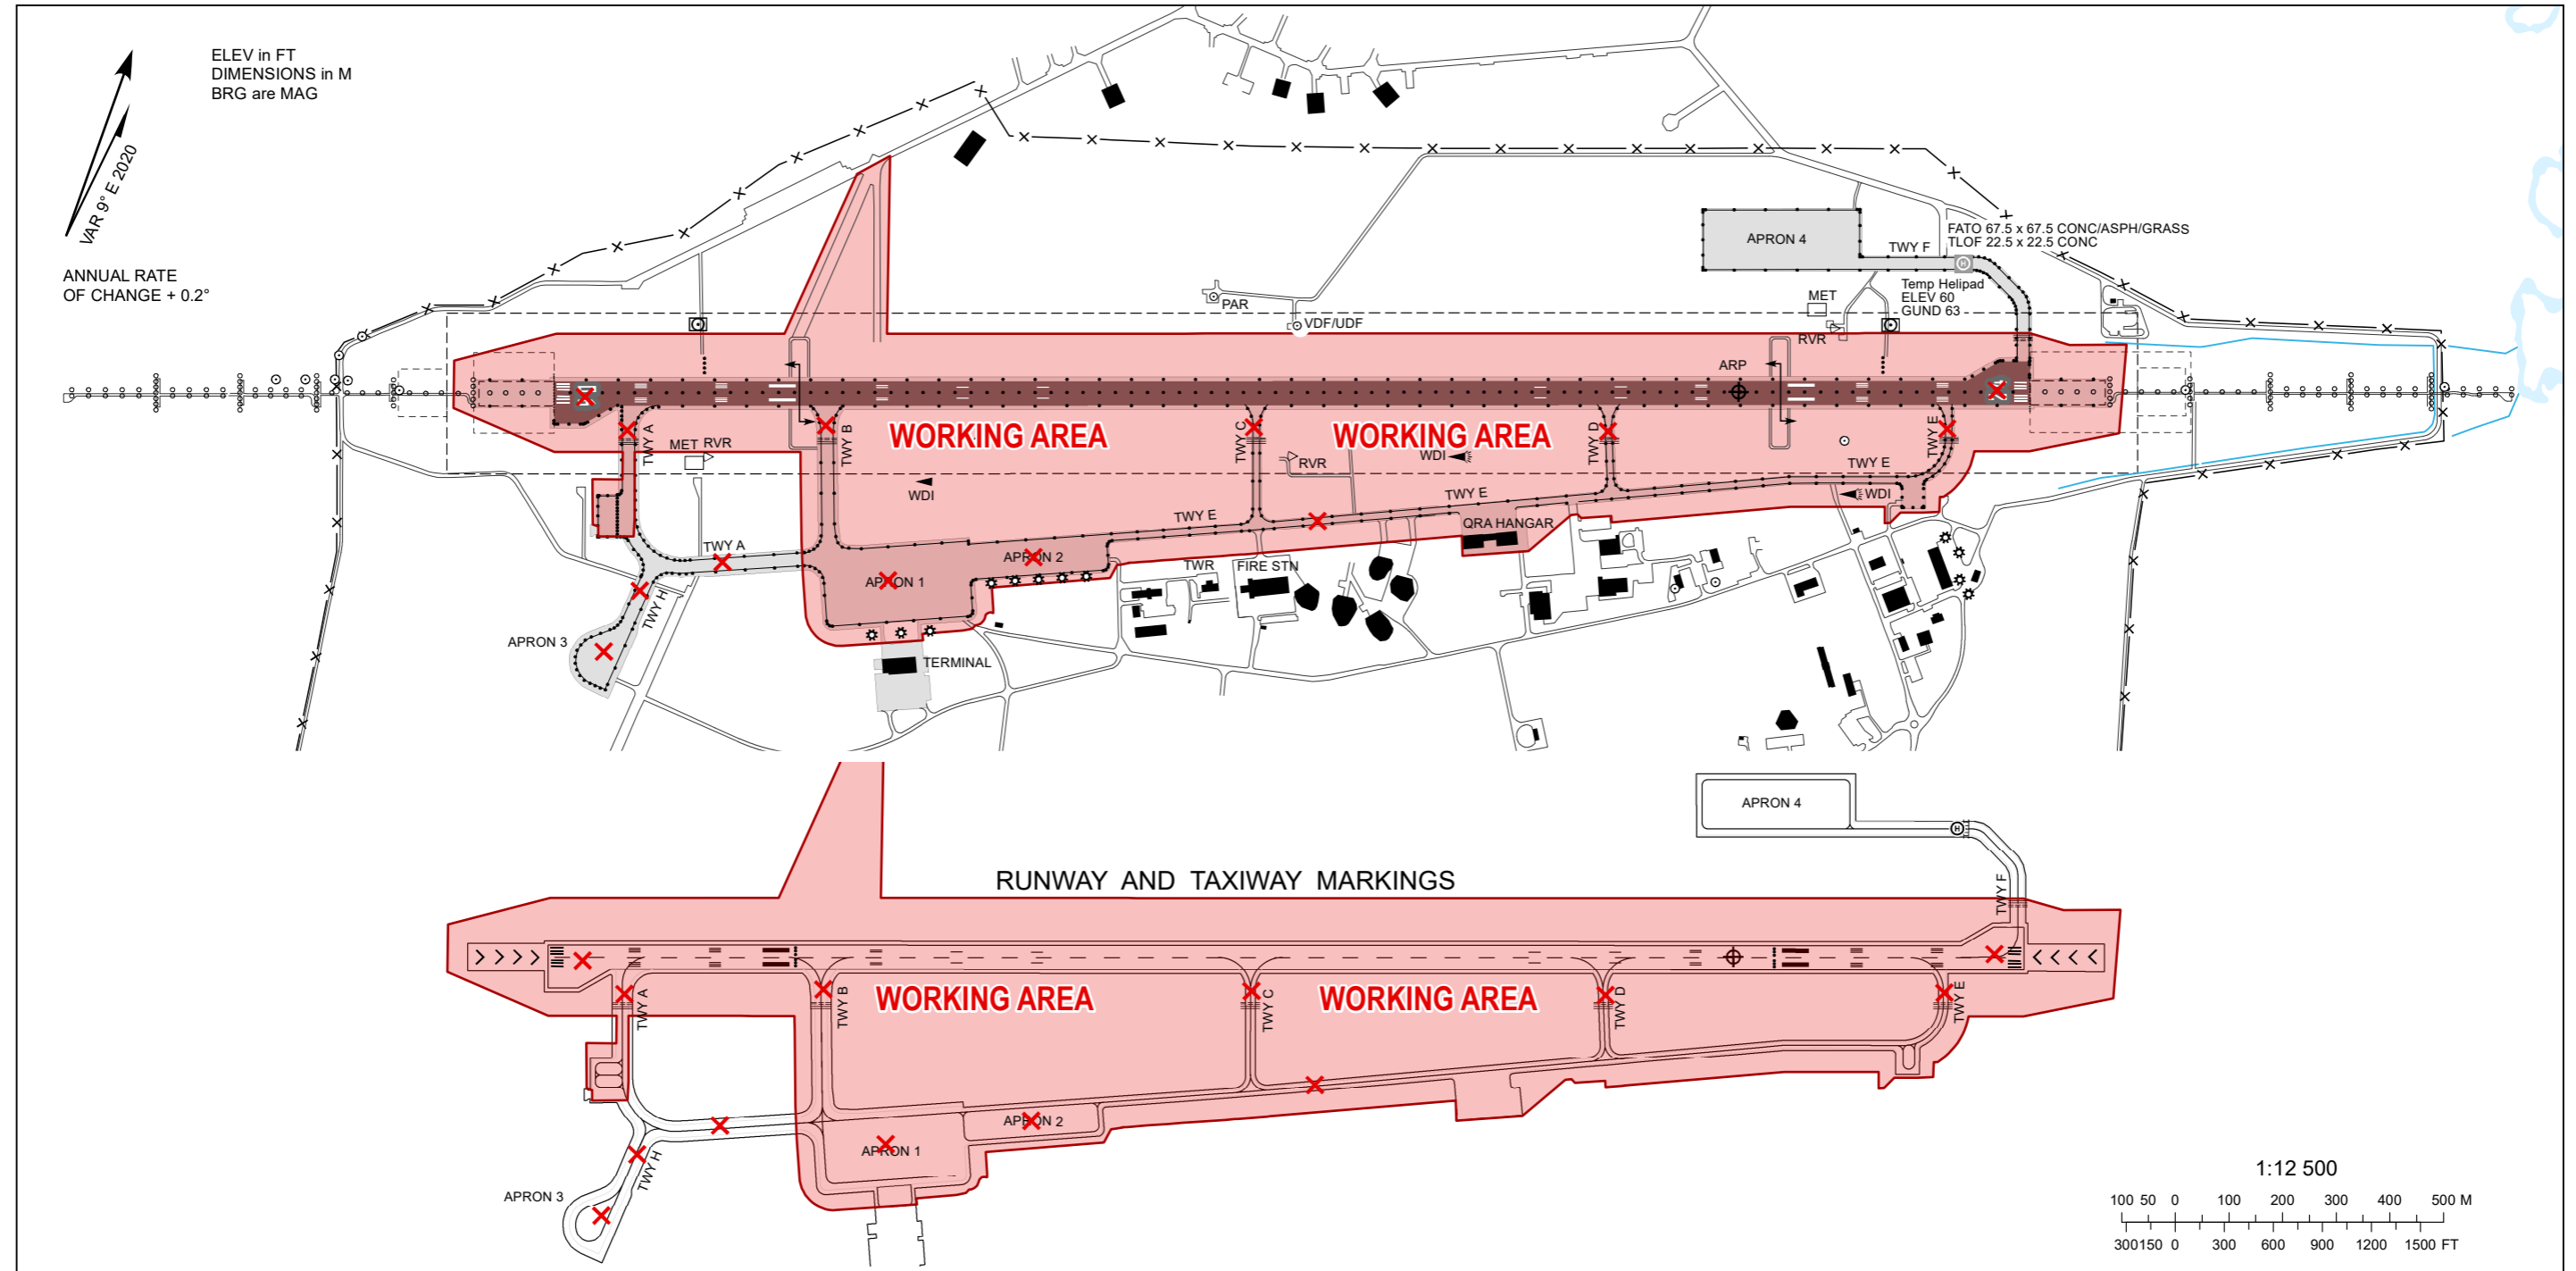 ELEV in FT
DIMENSIONS in M
BRG are MAG
VAR 9° E 2020
ANNUAL RATE
OF CHANGE + 0.2°
APRON 4
TWY F
FATO 67.5 x 67.5 CONC/ASPH/GRASS
TLOF 22.5 x 22.5 CONC
H
Temp Helipad
ELEV 60
GUND 63
MET
RVR
PAR
VDF/UDF
ARP
TWY A
MET RVR
TWY B
WORKING AREA
TWY C
WORKING AREA
TWY D
TWY E
WDI
RVR
WDI
TWY E
WDI
TWY E
TWY E
QRA HANGAR
TWY A
APRON 2
APRON 1
TWR
FIRE STN
TWY H
APRON 3
TERMINAL
APRON 4
H
RUNWAY AND TAXIWAY MARKINGS
TWY F
TWY A
TWY B
WORKING AREA
TWY C
WORKING AREA
TWY D
TWY E
APRON 2
APRON 1
TWY H
APRON 3
1:12 500
100 50 0 100 200 300 400 500 M
300150 0 300 600 900 1200 1500 FT